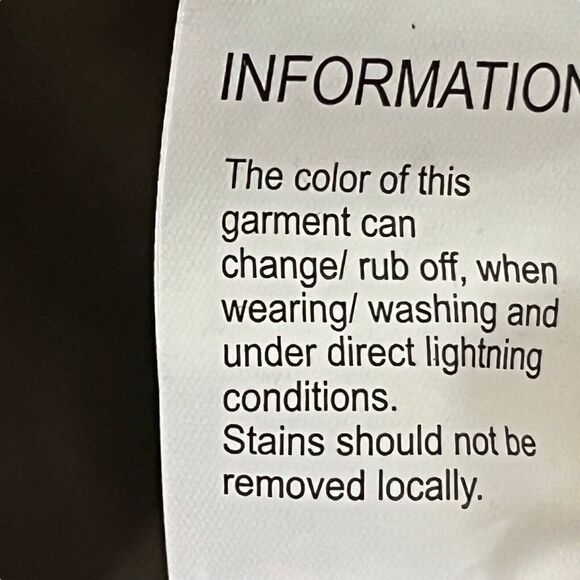 INFORMATION
The color of this
garment can
change/ rub off, when
wearing/ washing and
under direct lightning
conditions.
Stains should not be
removed locally.